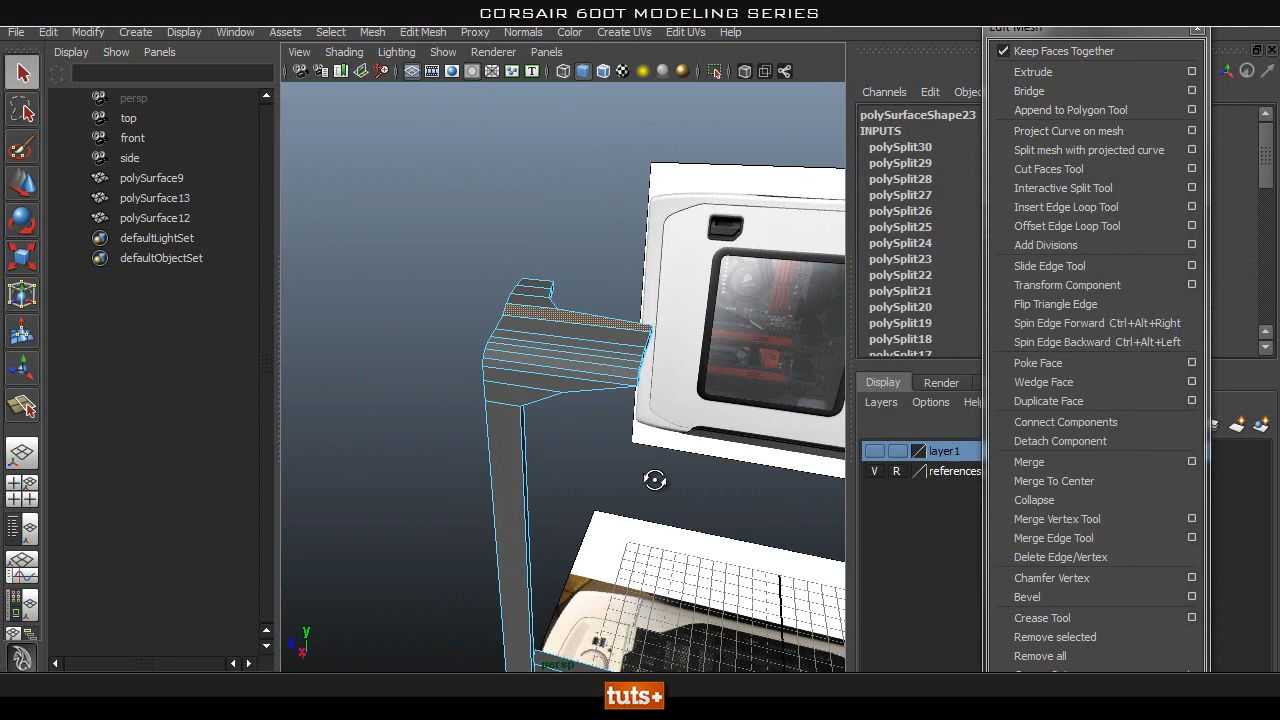 CORSAIR 600T MODELING SERIES
File Edit Modify Create Display Window Assets Select Mesh Edit Mesh Proxy Normals Color Create UVs Edit UVs Help
Display Show Panels
View Shading Lighting Show Renderer Panels
persp
top
front
side
polySurface9
polySurface13
polySurface12
defaultLightSet
defaultObjectSet
T
y
z
x
persp
Channels Edit Objec
polySurfaceShape23
INPUTS
polySplit30
polySplit29
polySplit28
polySplit27
polySplit26
polySplit25
polySplit24
polySplit23
polySplit22
polySplit21
polySplit20
polySplit19
polySplit18
polySplit17
Display Render
Layers Options Help
layer1
V R references
Edit Mesh
Keep Faces Together
Extrude
Bridge
Append to Polygon Tool
Project Curve on mesh
Split mesh with projected curve
Cut Faces Tool
Interactive Split Tool
Insert Edge Loop Tool
Offset Edge Loop Tool
Add Divisions
Slide Edge Tool
Transform Component
Flip Triangle Edge
Spin Edge Forward Ctrl+Alt+Right
Spin Edge Backward Ctrl+Alt+Left
Poke Face
Wedge Face
Duplicate Face
Connect Components
Detach Component
Merge
Merge To Center
Collapse
Merge Vertex Tool
Merge Edge Tool
Delete Edge/Vertex
Chamfer Vertex
Bevel
Crease Tool
Remove selected
Remove all
tuts+